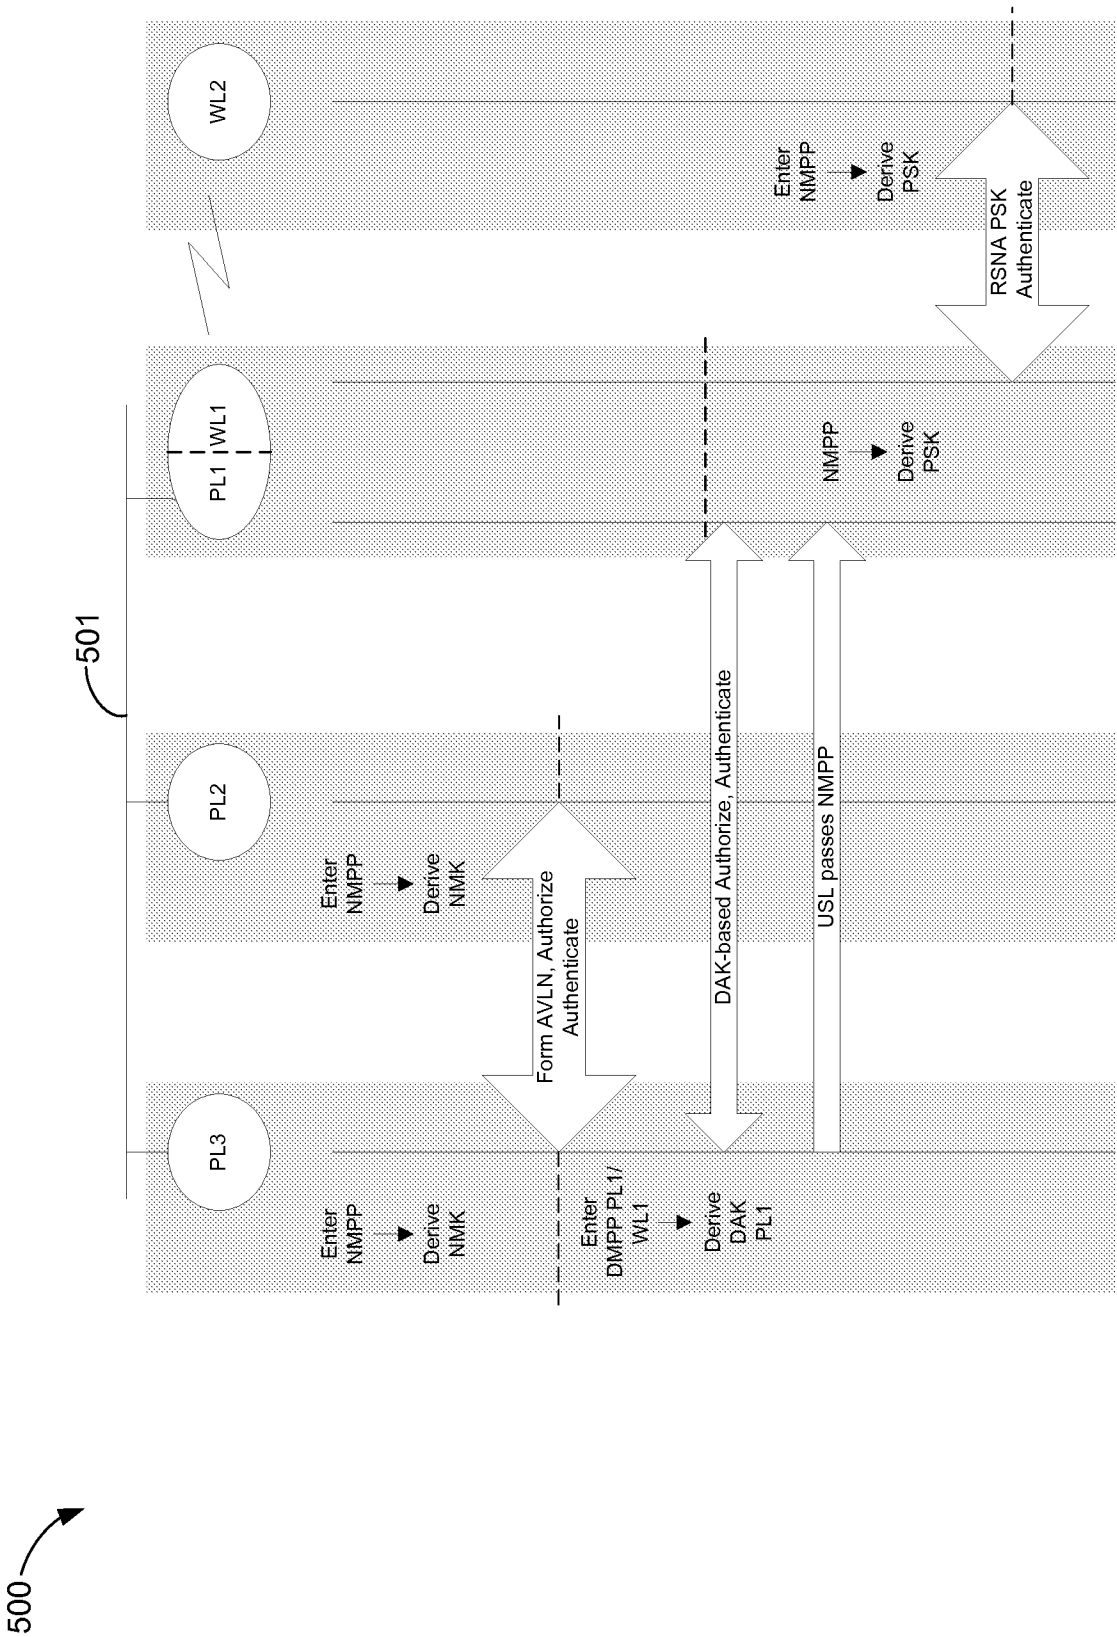 500
501
PL3
PL2
PL1
WL1
WL2
Enter
NMPP
Derive
NMK
Enter
NMPP
Derive
NMK
Form AVLN, Authorize
Authenticate
Enter
DMPP PL1/
WL1
Derive
DAK
PL1
DAK-based Authorize, Authenticate
USL passes NMPP
NMPP
Derive
PSK
Enter
NMPP
Derive
PSK
RSNA PSK
Authenticate